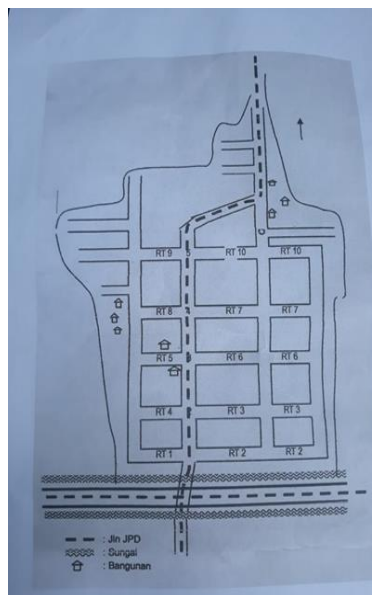 RT 9 5 RT 10 RT 10
RT 8 RT 7 RT 7
RT 5 RT 6 RT 6
RT 4 RT 3 RT 3
RT 1 RT 2 RT 2
: Jln JPD
: Sungai
: Bangunan